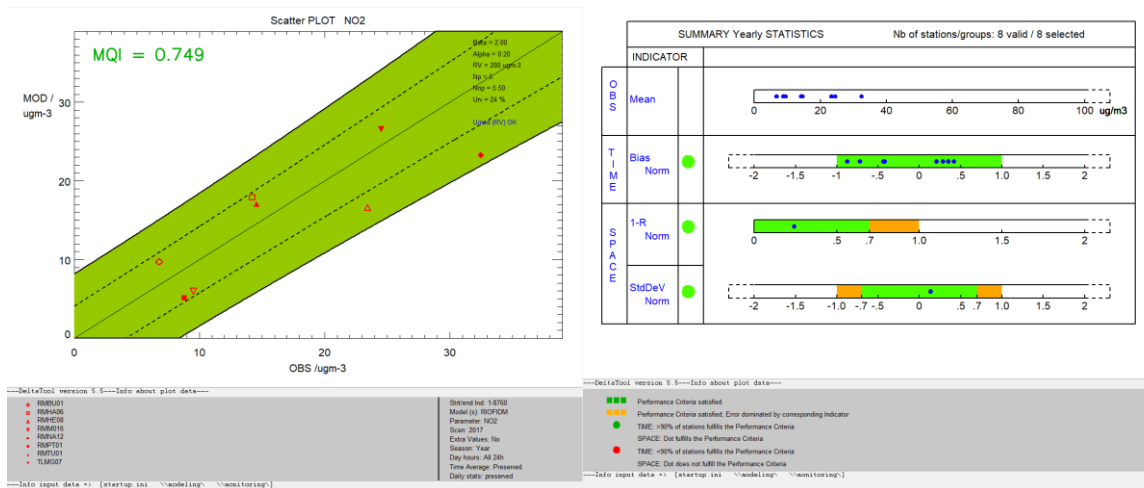 Scatter PLOT NO2
MQI = 0.749
Beta = 2.00
Alpha = 0.20
RV = 200 ugm-3
Nnp = 5.50
MOD /
ugm-3
30
20
10
0
0 10 20 30
OBS /ugm-3
---DeltaTool version 5.5---Info about plot data---
RMBU01
RMHA06
RMHE08
RMM016
RMNA12
RMPT01
RMTU01
TLMG07
Strt/end Ind: 1-8760
Model (s): RIOFIDM
Parameter: NO2
Scen: 2017
Extra Values: No
Season: Year
Day hours: All 24h
Time Average: Preserved
Daily stats: preserved
---Info input data *: [startup.ini \\modeling\ \\monitoring\]
SUMMARY Yearly STATISTICS Nb of stations/groups: 8 valid / 8 selected
INDICATOR
OBS
Mean
0 20 40 60 80 100 ug/m3
TIME
Bias
Norm
-2 -1.5 -1 -.5 0 .5 1 1.5 2
SPACE
1-R
Norm
0 .5 .7 1.0 1.5 2
StdDeV
Norm
-2 -1.5 -1.0 -.7 -.5 0 .5 .7 1.0 1.5 2
---DeltaTool version 5.5---Info about plot data---
Performance Criteria satisfied
Performance Criteria satisfied; Error dominated by corresponding Indicator
TIME: >90% of stations fulfills the Performance Criteria
SPACE: Dot fulfills the Performance Criteria
TIME: <90% of stations fulfills the Performance Criteria
SPACE: Dot does not fulfill the Performance Criteria
---Info input data *: [startup.ini \\modeling\ \\monitoring\]